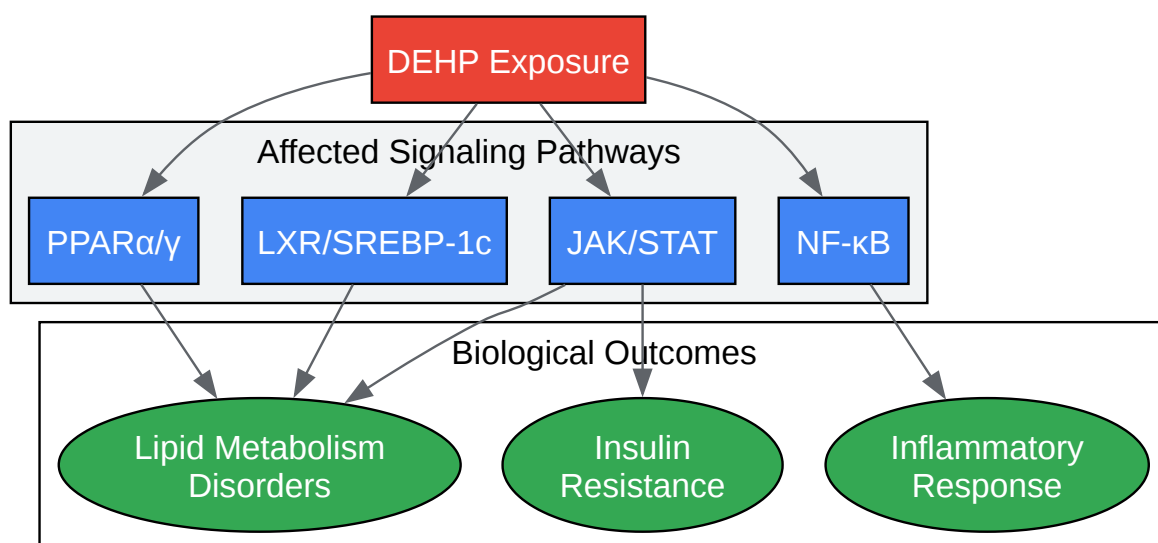 DEHP Exposure
Affected Signaling Pathways
PPARα/γ
LXR/SREBP-1c
JAK/STAT
NF-κB
Biological Outcomes
Lipid Metabolism
Disorders
Insulin
Resistance
Inflammatory
Response